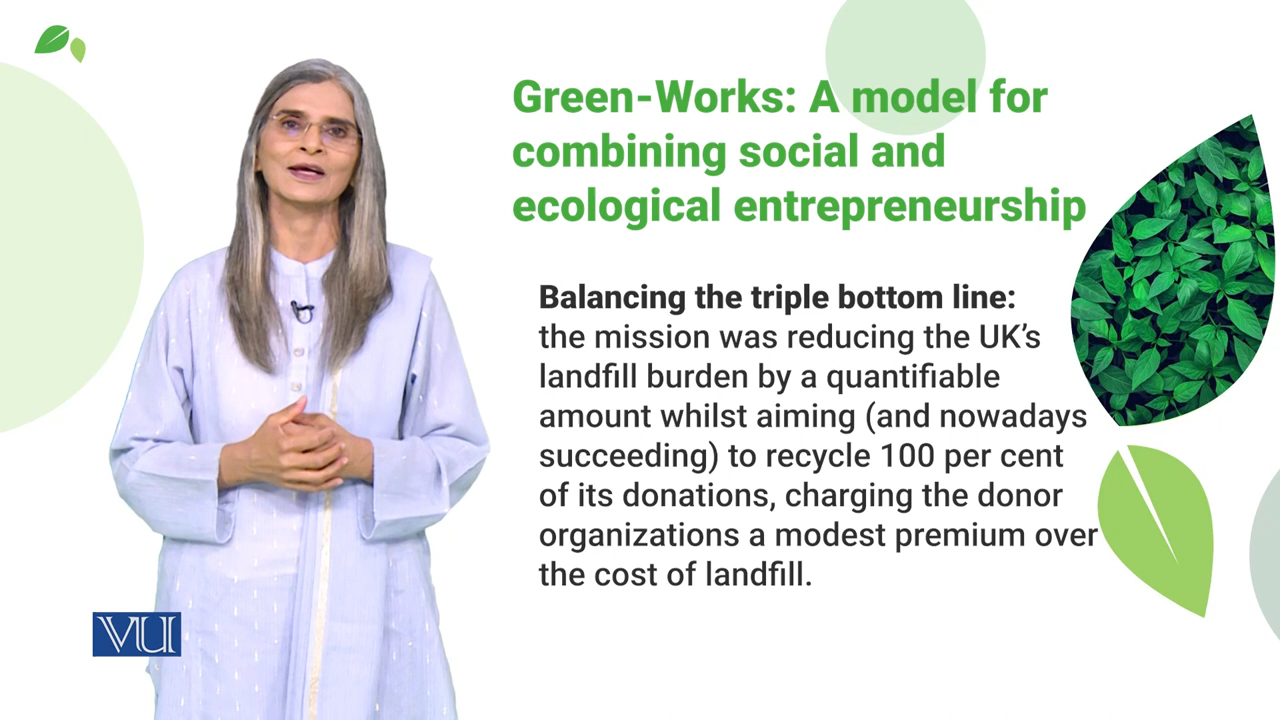 Green-Works: A model for
combining social and
ecological entrepreneurship
Balancing the triple bottom line:
the mission was reducing the UK’s
landfill burden by a quantifiable
amount whilst aiming (and nowadays
succeeding) to recycle 100 per cent
of its donations, charging the donor
organizations a modest premium over
the cost of landfill.
VU